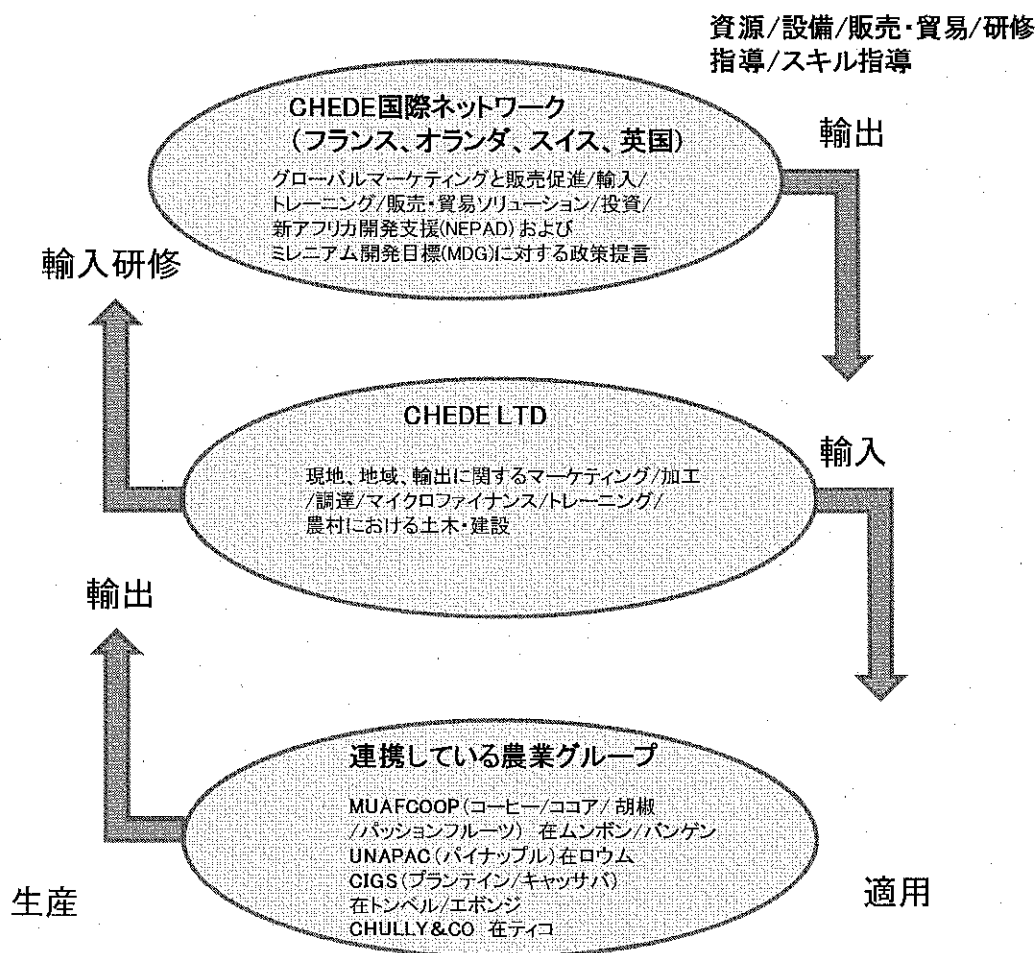 資源/設備/販売・貿易/研修
指導/スキル指導
CHEDE国際ネットワーク
(フランス、オランダ、スイス、英国)
グローバルマーケティングと販売促進/輸入/
トレーニング/販売・貿易ソリューション/投資/
新アフリカ開発支援(NEPAD)および
ミレニアム開発目標(MDG)に対する政策提言
輸出
輸入研修
CHEDE LTD
現地、地域、輸出に関するマーケティング/加工
/調達/マイクロファイナンス/トレーニング/
農村における土木・建設
輸入
輸出
連携している農業グループ
MUAFCOOP(コーヒー/ココア/胡椒
/パッションフルーツ) 在ムンボン/バンゲン
UNAPAC(パイナップル)在ロウム
CIGS(プランテイン/キャッサバ)
在トンベル/エボンジ
CHULLY&CO 在ティコ
生産
適用